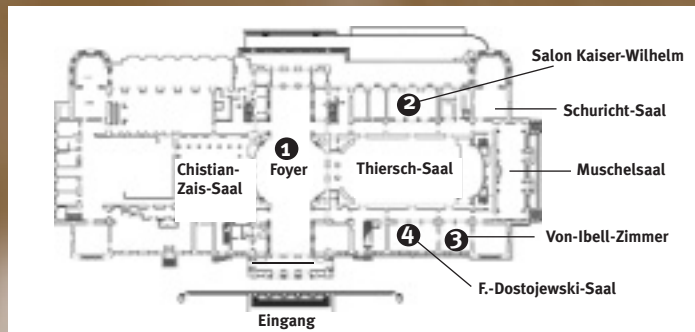 Salon Kaiser-Wilhelm
2
Schuricht-Saal
1
Foyer
Chistian-
Zais-Saal
Thiersch-Saal
Muschelsaal
4
3
Von-Ibell-Zimmer
F.-Dostojewski-Saal
Eingang